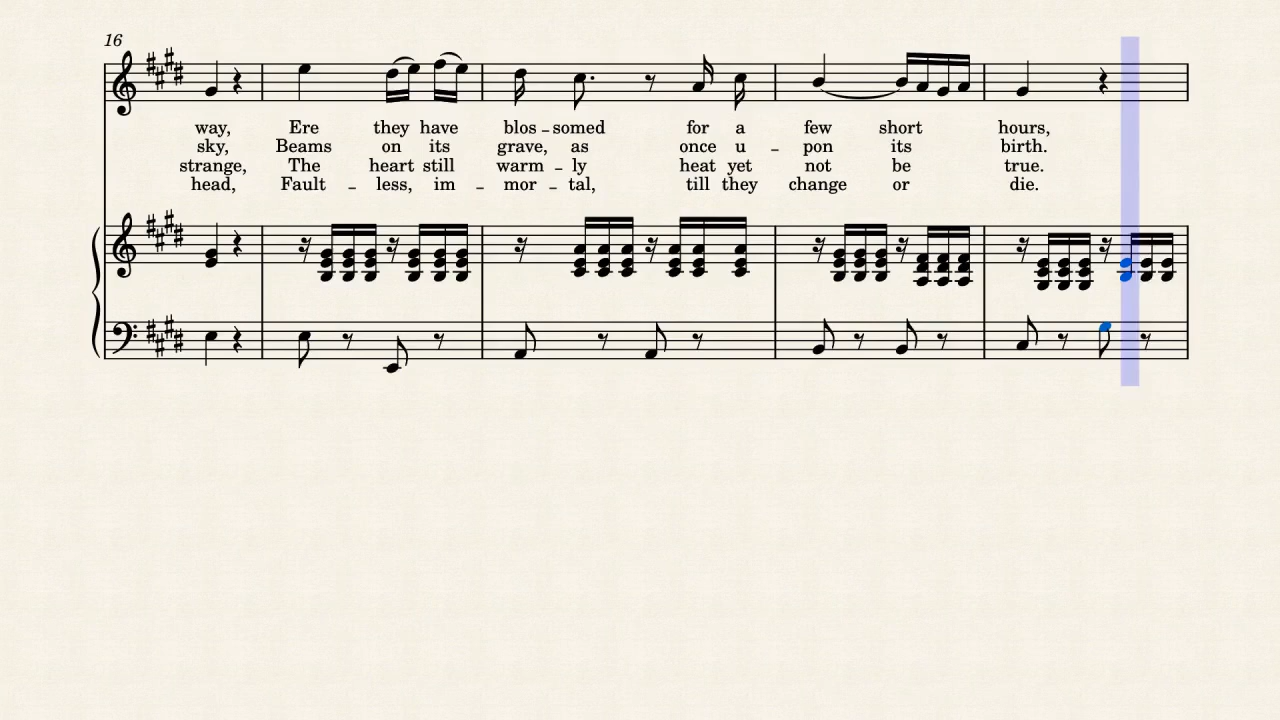 16
way, Ere they have blos - somed for a few short hours,
sky, Beams on its grave, as once u - pon its birth.
strange, The heart still warm - ly heat yet not be true.
head, Fault - less, im - mor - tal, till they change or die.